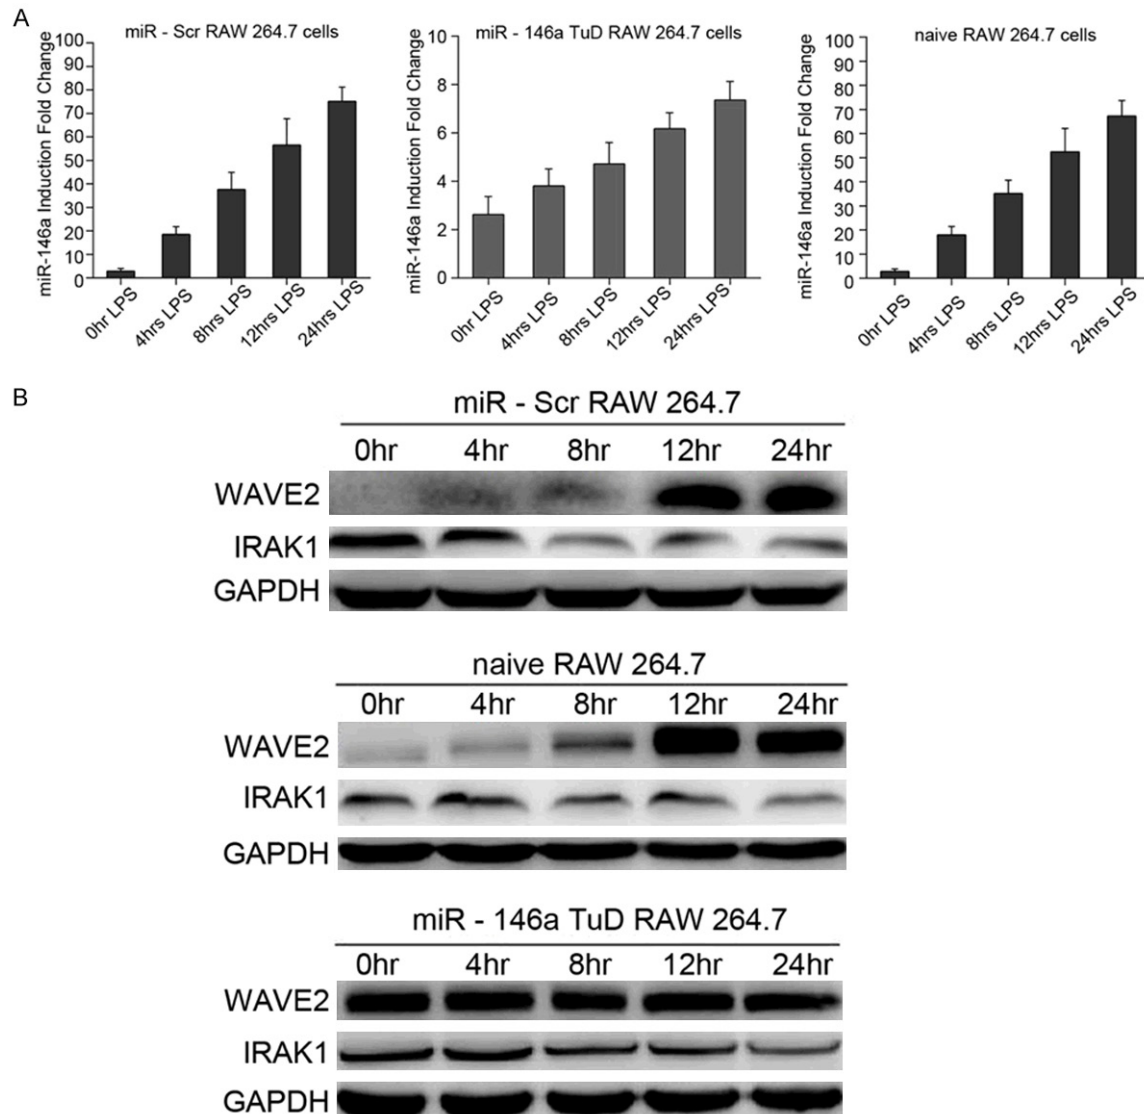 A
miR - Scr RAW 264.7 cells
miR-146a Induction Fold Change
100
90
80
70
60
50
40
30
20
10
0
0hr LPS
4hrs LPS
8hrs LPS
12hrs LPS
24hrs LPS
miR - 146a TuD RAW 264.7 cells
miR-146a Induction Fold Change
10
8
6
4
2
0
0hr LPS
4hrs LPS
8hrs LPS
12hrs LPS
24hrs LPS
naive RAW 264.7 cells
miR-146a Induction Fold Change
100
90
80
70
60
50
40
30
20
10
0
0hr LPS
4hrs LPS
8hrs LPS
12hrs LPS
24hrs LPS
B
miR - Scr RAW 264.7
0hr 4hr 8hr 12hr 24hr
WAVE2
IRAK1
GAPDH
naive RAW 264.7
0hr 4hr 8hr 12hr 24hr
WAVE2
IRAK1
GAPDH
miR - 146a TuD RAW 264.7
0hr 4hr 8hr 12hr 24hr
WAVE2
IRAK1
GAPDH